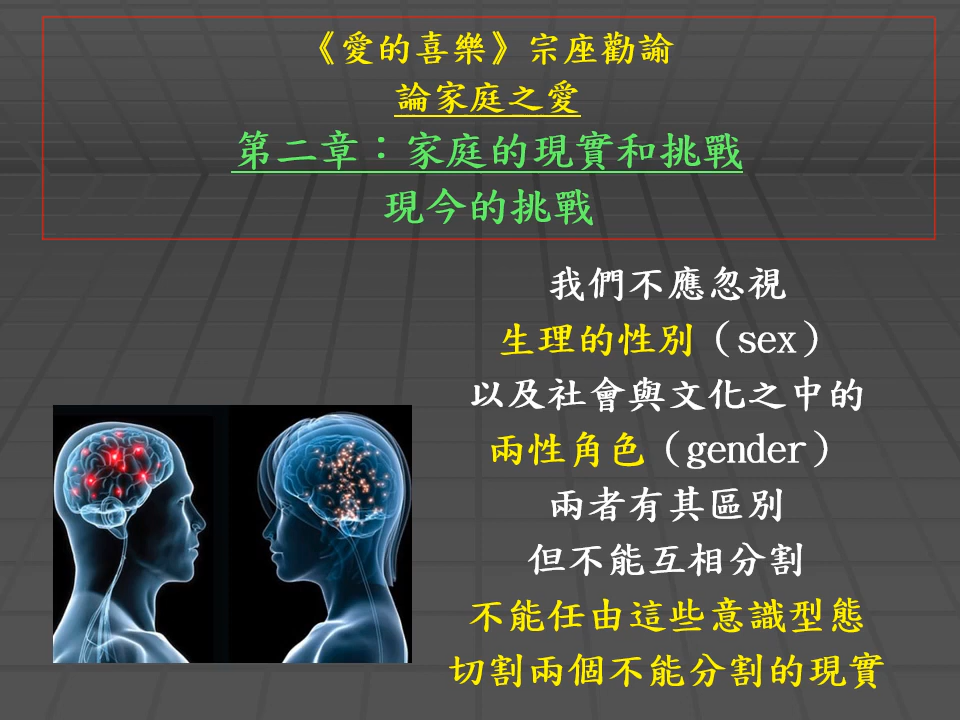 《愛的喜樂》宗座勸諭
論家庭之愛
第二章：家庭的現實和挑戰
現今的挑戰
我們不應忽視
生理的性別（sex）
以及社會與文化之中的
兩性角色（gender）
兩者有其區別
但不能互相分割
不能任由這些意識型態
切割兩個不能分割的現實